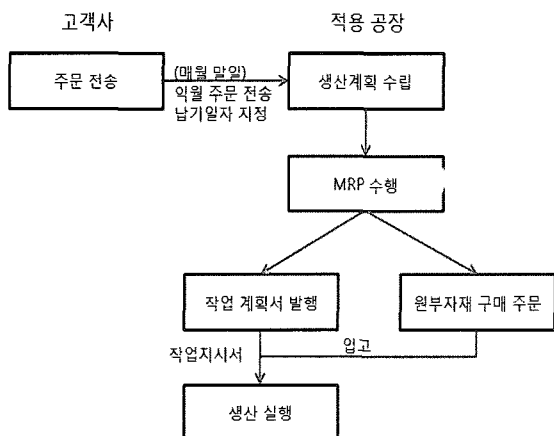 고객사
적용 공장
주문 전송
(매월 말일)
익월 주문 전송
납기일자 지정
생산계획 수립
MRP 수행
작업 계획서 발행
원부자재 구매 주문
작업지시서
입고
생산 실행